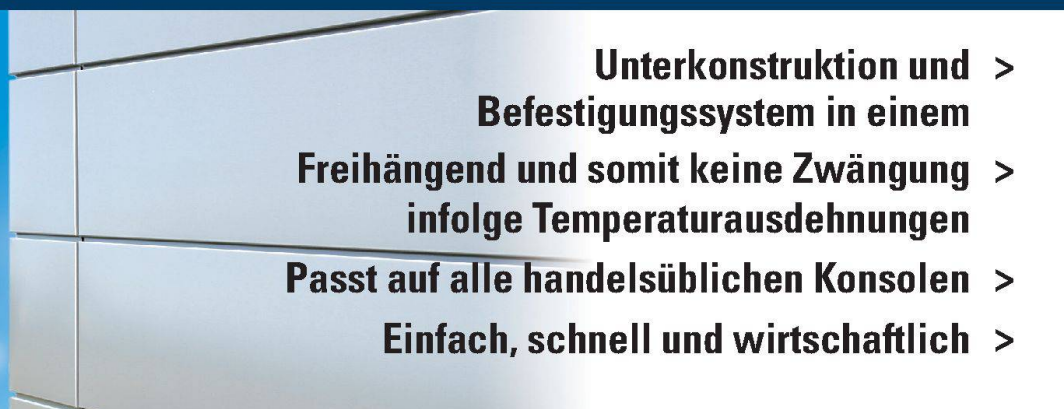 Unterkonstruktion und >
Befestigungssystem in einem
Freihängend und somit keine Zwängung >
infolge Temperaturausdehnungen
Passt auf alle handelsüblichen Konsolen >
Einfach, schnell und wirtschaftlich >